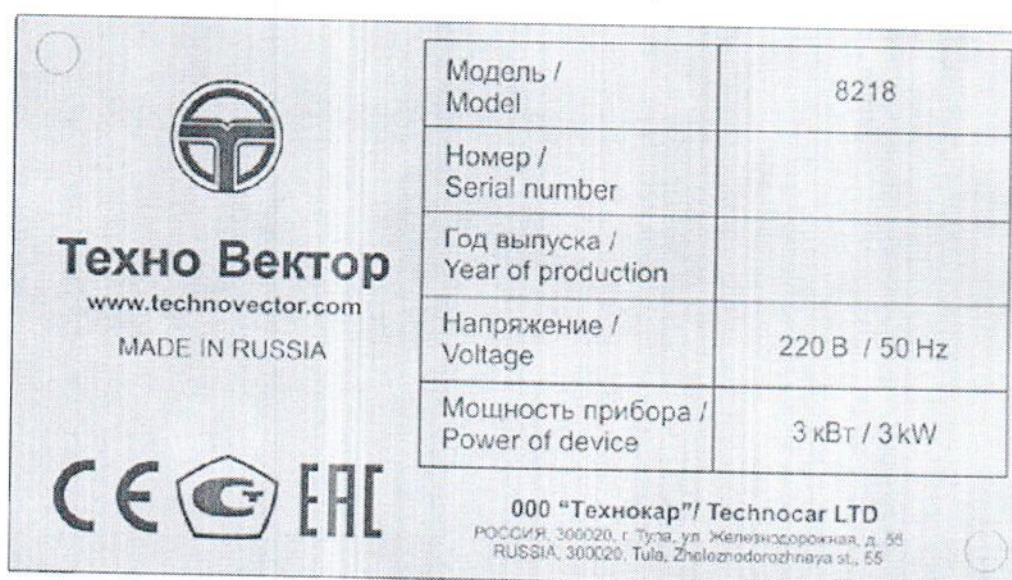 Техно Вектор
www.technovector.com
MADE IN RUSSIA
CE
EAC
Модель /
Model
8218
Номер /
Serial number
Год выпуска /
Year of production
Напряжение /
Voltage
220 В / 50 Hz
Мощность прибора /
Power of device
3 кВт / 3 kW
ООО "Технокар"/ Technocar LTD
РОССИЯ, 300020, г. Тула, ул. Железнодорожная, д. 55
RUSSIA, 300020, Tula, Zheleznodorozhnaya st., 55